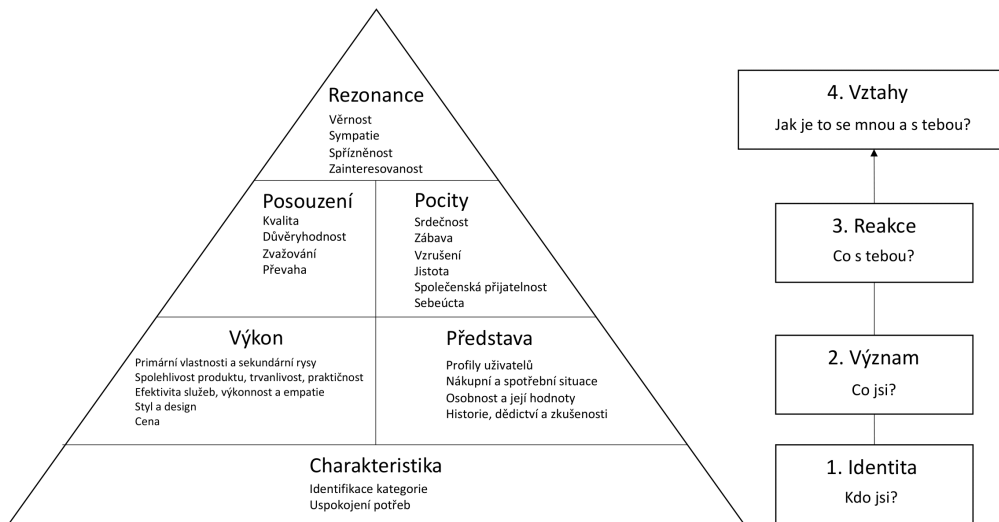 Rezonance
Věrnost
Sympatie
Spřízněnost
Zainteresovanost
Posouzení
Kvalita
Důvěryhodnost
Zvažování
Převaha
Pocity
Srdečnost
Zábava
Vzrušení
Jistota
Společenská přijatelnost
Sebeúcta
Výkon
Primární vlastnosti a sekundární rysy
Spolehlivost produktu, trvanlivost, praktičnost
Efektivita služeb, výkonnost a empatie
Styl a design
Cena
Představa
Profily uživatelů
Nákupní a spotřební situace
Osobnost a její hodnoty
Historie, dědictví a zkušenosti
Charakteristika
Identifikace kategorie
Uspokojení potřeb
4. Vztahy
Jak je to se mnou a s tebou?
3. Reakce
Co s tebou?
2. Význam
Co jsi?
1. Identita
Kdo jsi?